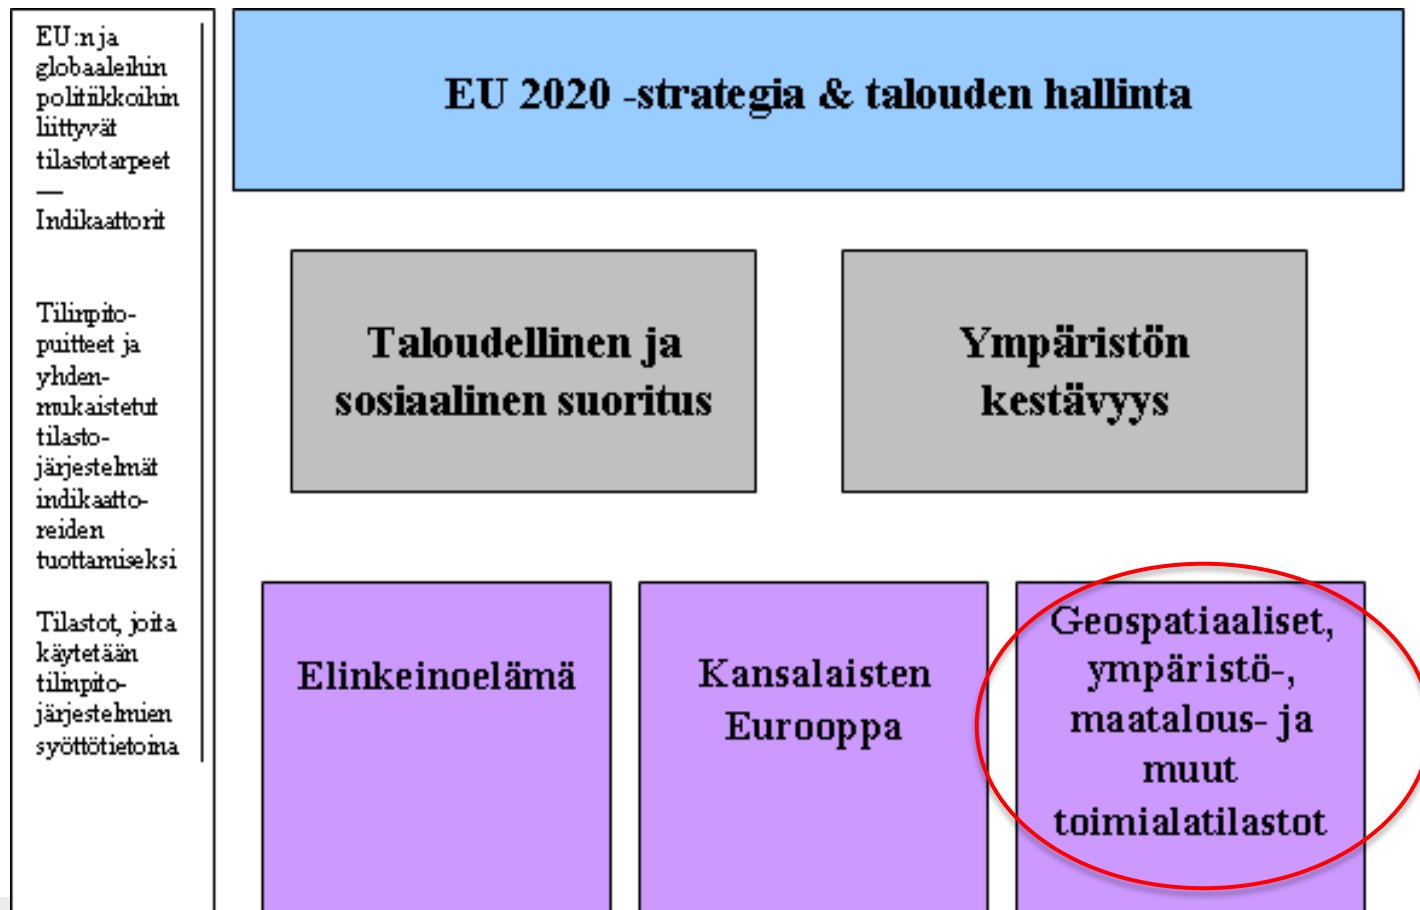 EU:n ja
globaaleihin
politiikkoihin
liittyvät
tilastotarpeet
—
Indikaattorit
Tilinpito-
puitteet ja
yhden-
mukaistetut
tilasto-
järjestelmät
indikaatto-
reiden
tuottamiseksi
Tilastot, joita
käytetään
tilinpito-
järjestelmien
syöttötietoina
EU 2020 -strategia & talouden hallinta
Taloudellinen ja
sosiaalinen suoritus
Ympäristön
kestävyys
Elinkeinoelämä
Kansalaisten
Eurooppa
Geospatiaaliset,
ympäristö-,
maatalous- ja
muut
toimialatilastot